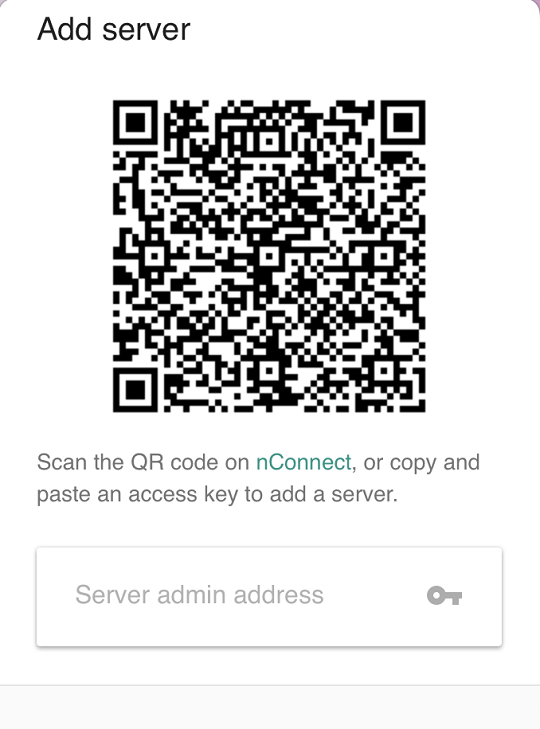 Add server
Scan the QR code on nConnect, or copy and
paste an access key to add a server.
Server admin address